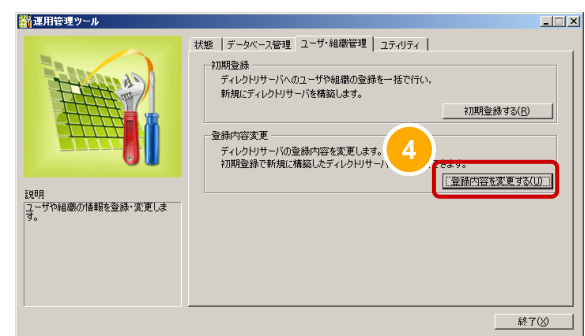 運用管理ツール
状態 データベース管理 ユーザ・組織管理 ユティリティ
初期登録
ディレクトリサーバへのユーザや組織の登録を一括で行い,
新規にディレクトリサーバを構築します。
初期登録する(R)
登録内容変更
ディレクトリサーバの登録内容を変更します。
初期登録で新規に構築したディレクトリサーバ
きます。
4
登録内容を変更する(U)
説明
ユーザや組織の情報を登録・変更しま
す。
終了(X)